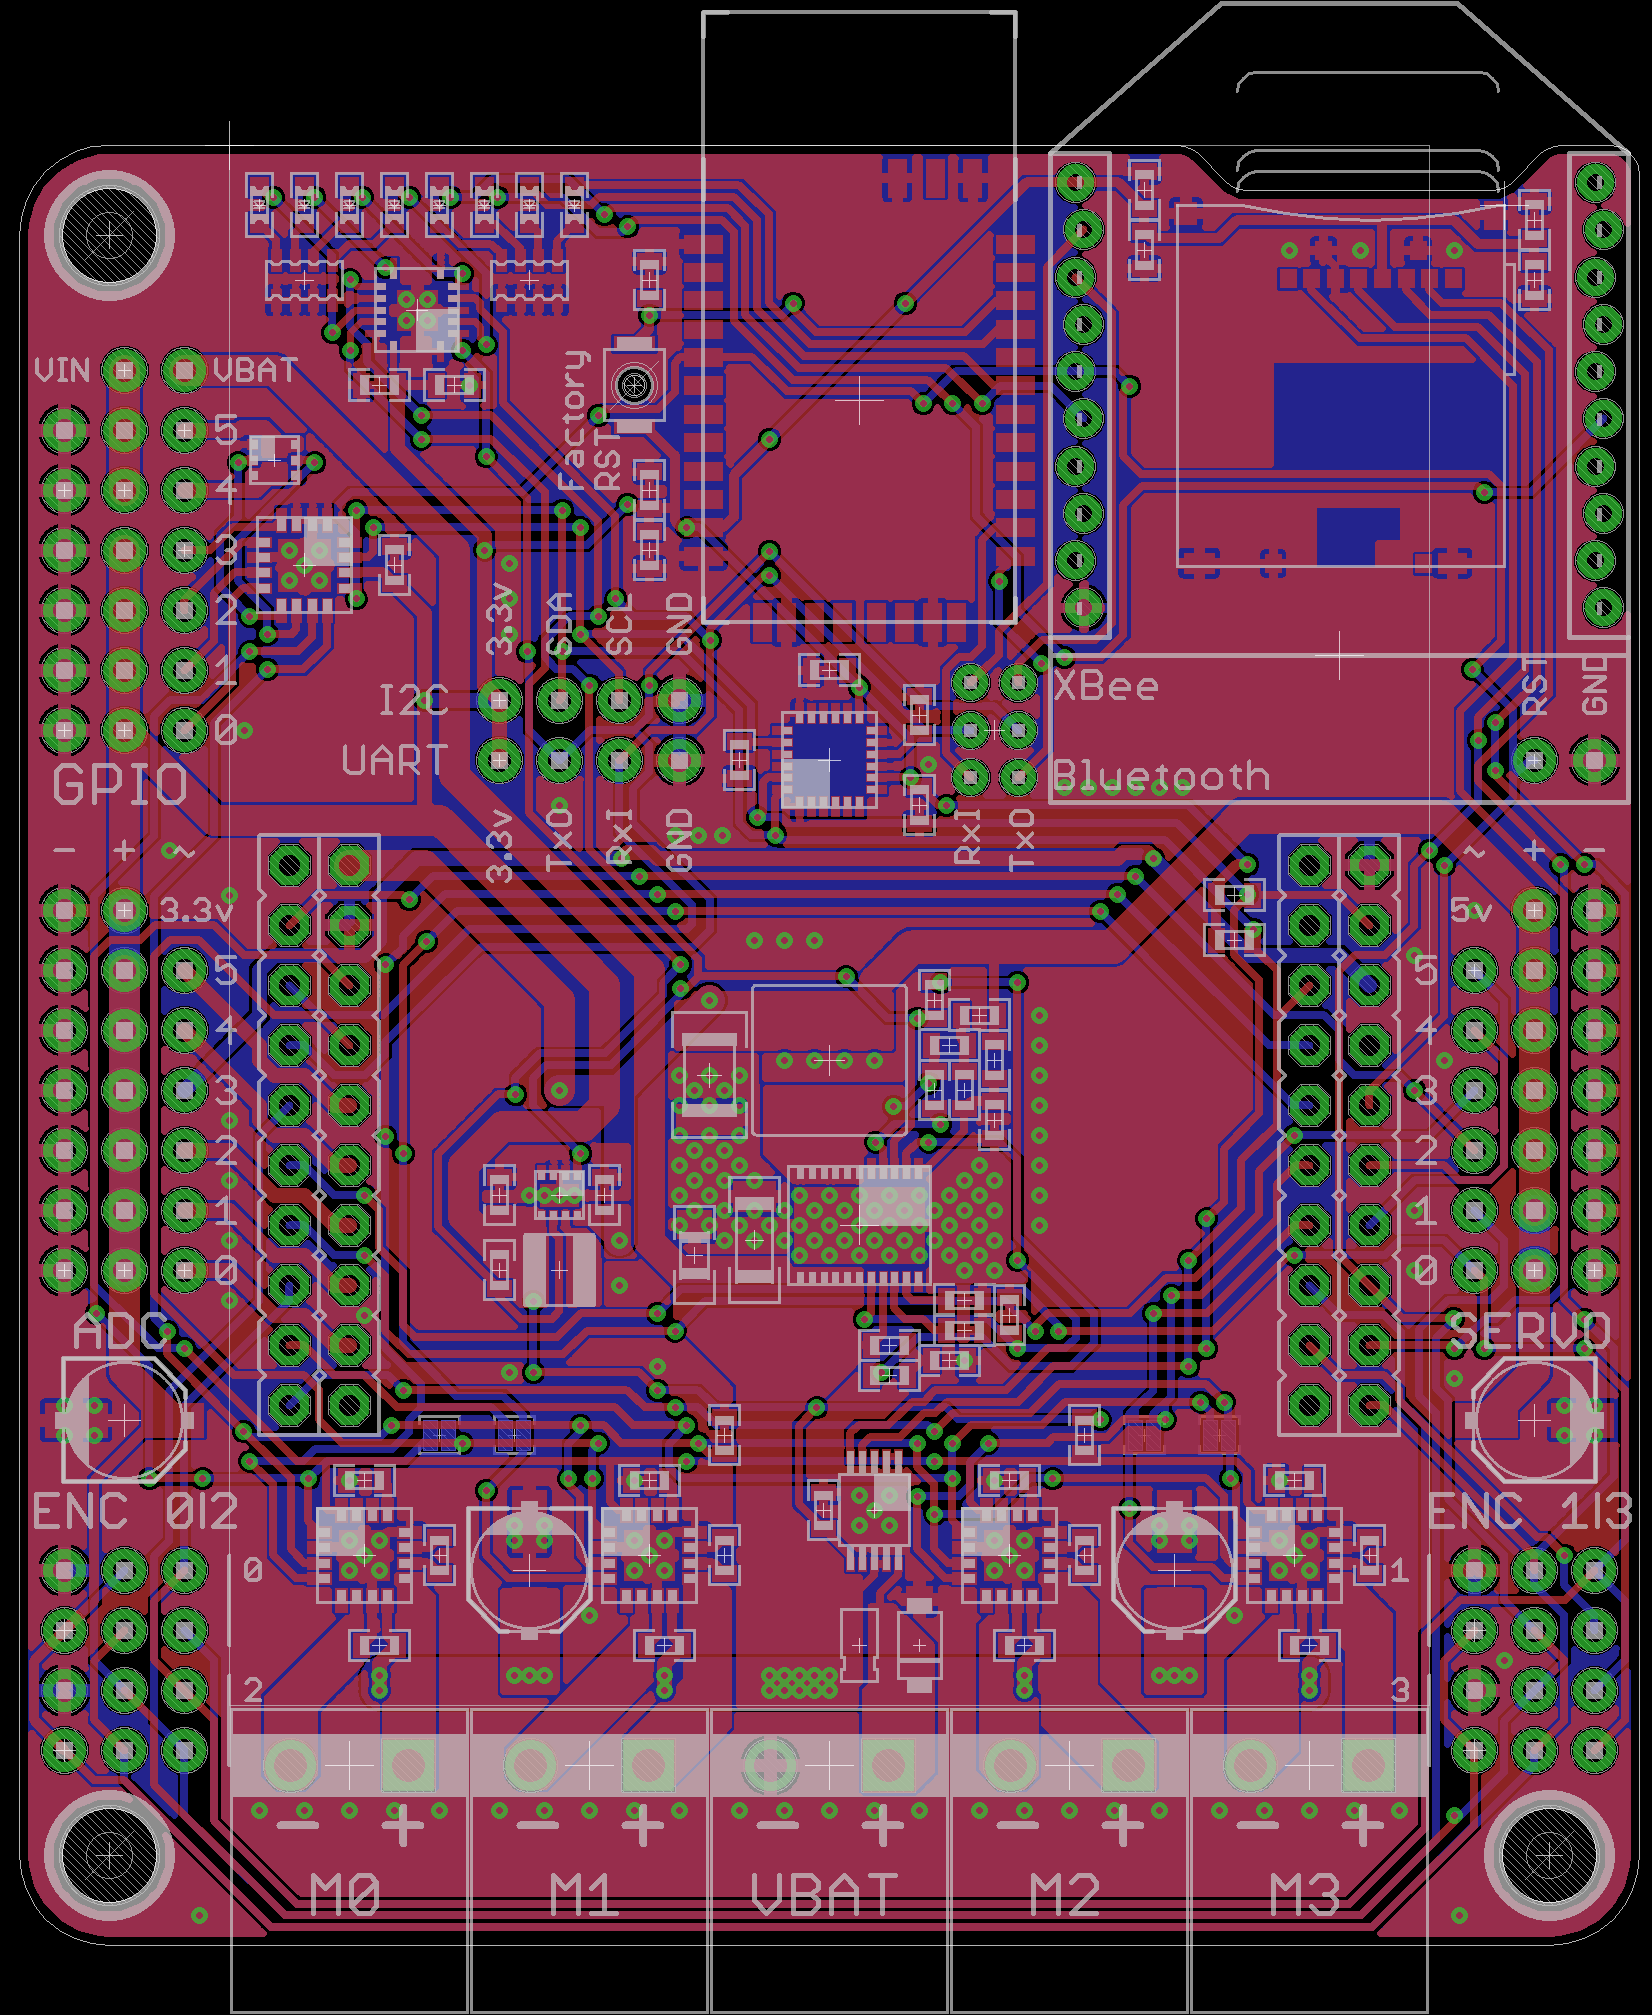 VIN
VBAT
5
4
3
2
1
0
GPIO
Factory
RST
3.3v
SDA
SCL
GND
I2C
UART
3.3v
TxO
RxI
GND
XBee
Bluetooth
RxI
TxO
RST
GND
- + ~
3.3v
5
4
3
2
1
0
ADC
~ + -
5v
5
4
3
2
1
0
SERVO
ENC 0|2
0
2
ENC 1|3
1
3
- +
- +
- +
- +
- +
M0
M1
VBAT
M2
M3